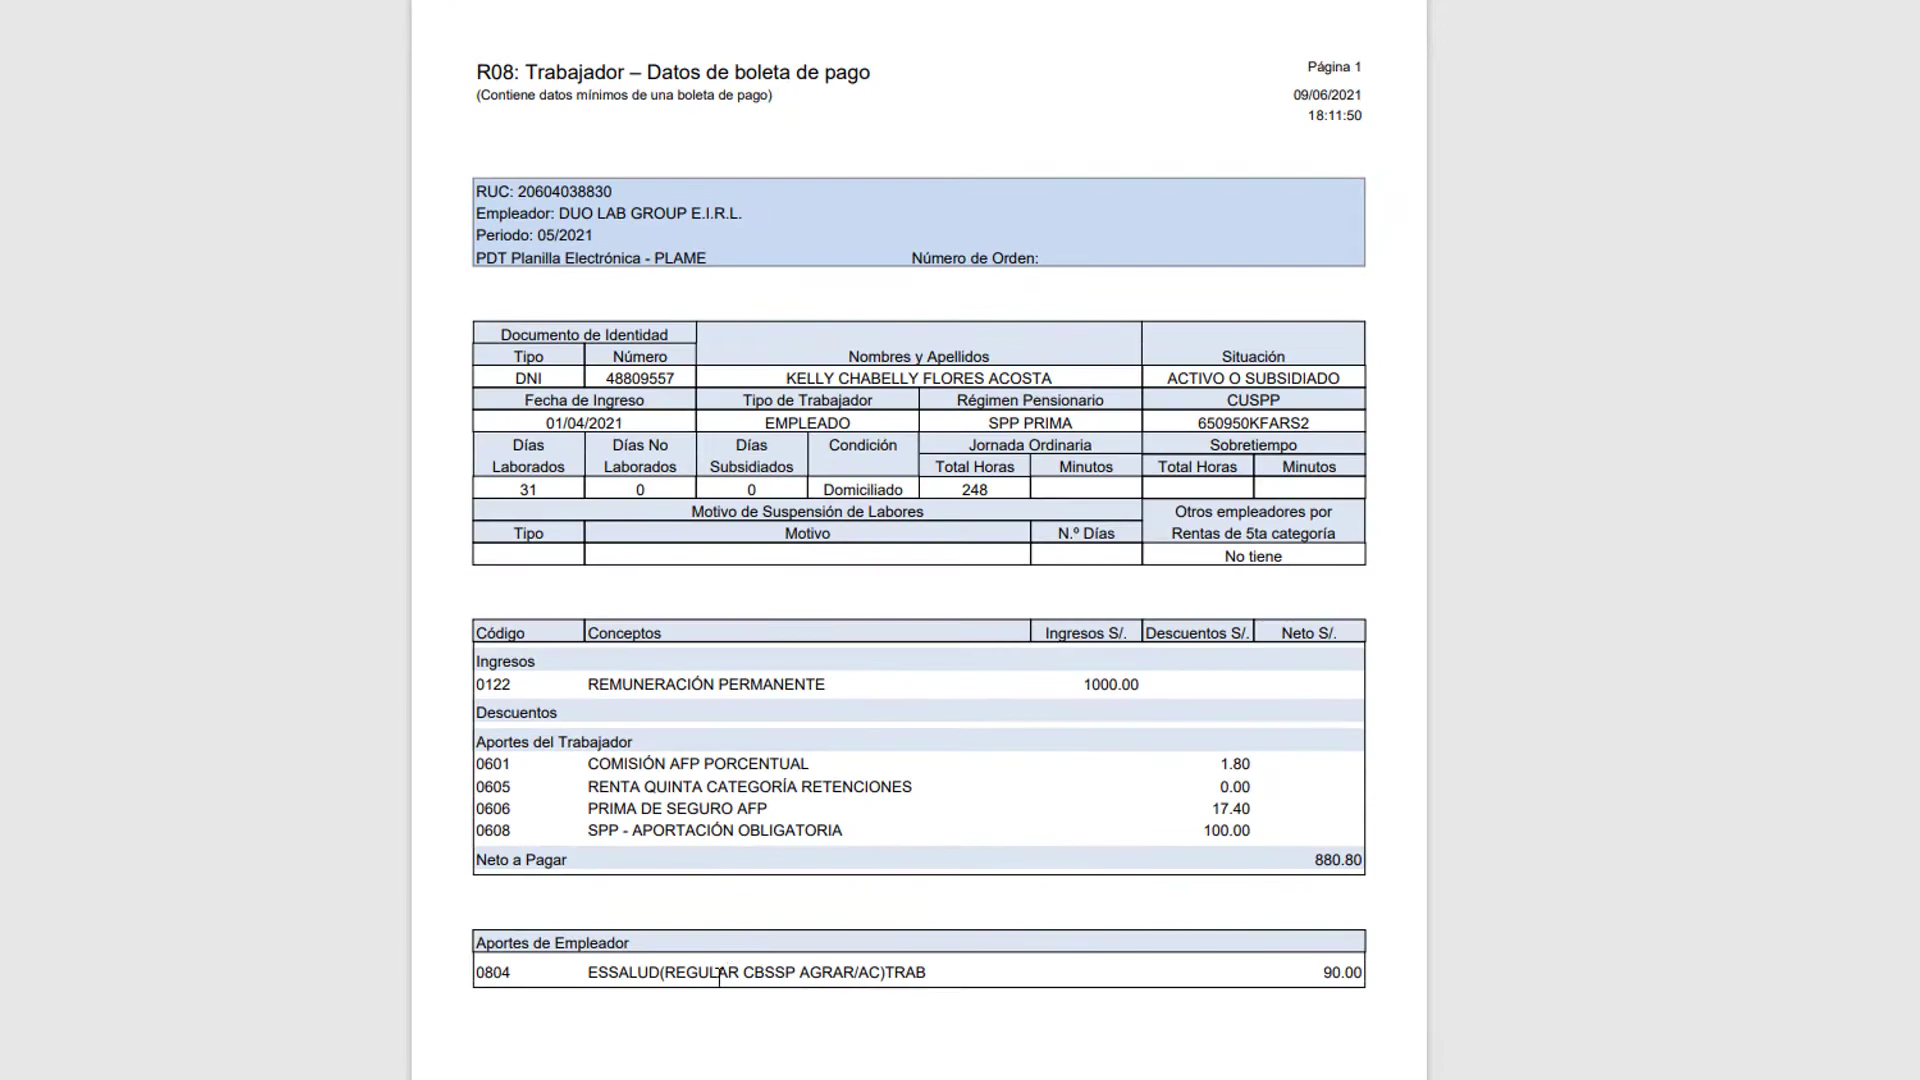 R08: Trabajador – Datos de boleta de pago
Página 1
(Contiene datos mínimos de una boleta de pago)
09/06/2021
18:11:50
RUC: 20604038830
Empleador: DUO LAB GROUP E.I.R.L.
Periodo: 05/2021
PDT Planilla Electrónica - PLAME Número de Orden:
Documento de Identidad
Tipo Número Nombres y Apellidos Situación
DNI 48809557 KELLY CHABELLY FLORES ACOSTA ACTIVO O SUBSIDIADO
Fecha de Ingreso Tipo de Trabajador Régimen Pensionario CUSPP
01/04/2021 EMPLEADO SPP PRIMA 650950KFARS2
Días Días No Días Condición Jornada Ordinaria Sobretiempo
Laborados Laborados Subsidiados Total Horas Minutos Total Horas Minutos
31 0 0 Domiciliado 248
Motivo de Suspensión de Labores Otros empleadores por
Tipo Motivo N.º Días Rentas de 5ta categoría
No tiene
Código Conceptos Ingresos S/. Descuentos S/. Neto S/.
Ingresos
0122 REMUNERACIÓN PERMANENTE 1000.00
Descuentos
Aportes del Trabajador
0601 COMISIÓN AFP PORCENTUAL 1.80
0605 RENTA QUINTA CATEGORÍA RETENCIONES 0.00
0606 PRIMA DE SEGURO AFP 17.40
0608 SPP - APORTACIÓN OBLIGATORIA 100.00
Neto a Pagar 880.80
Aportes de Empleador
0804 ESSALUD(REGULAR CBSSP AGRAR/AC)TRAB 90.00